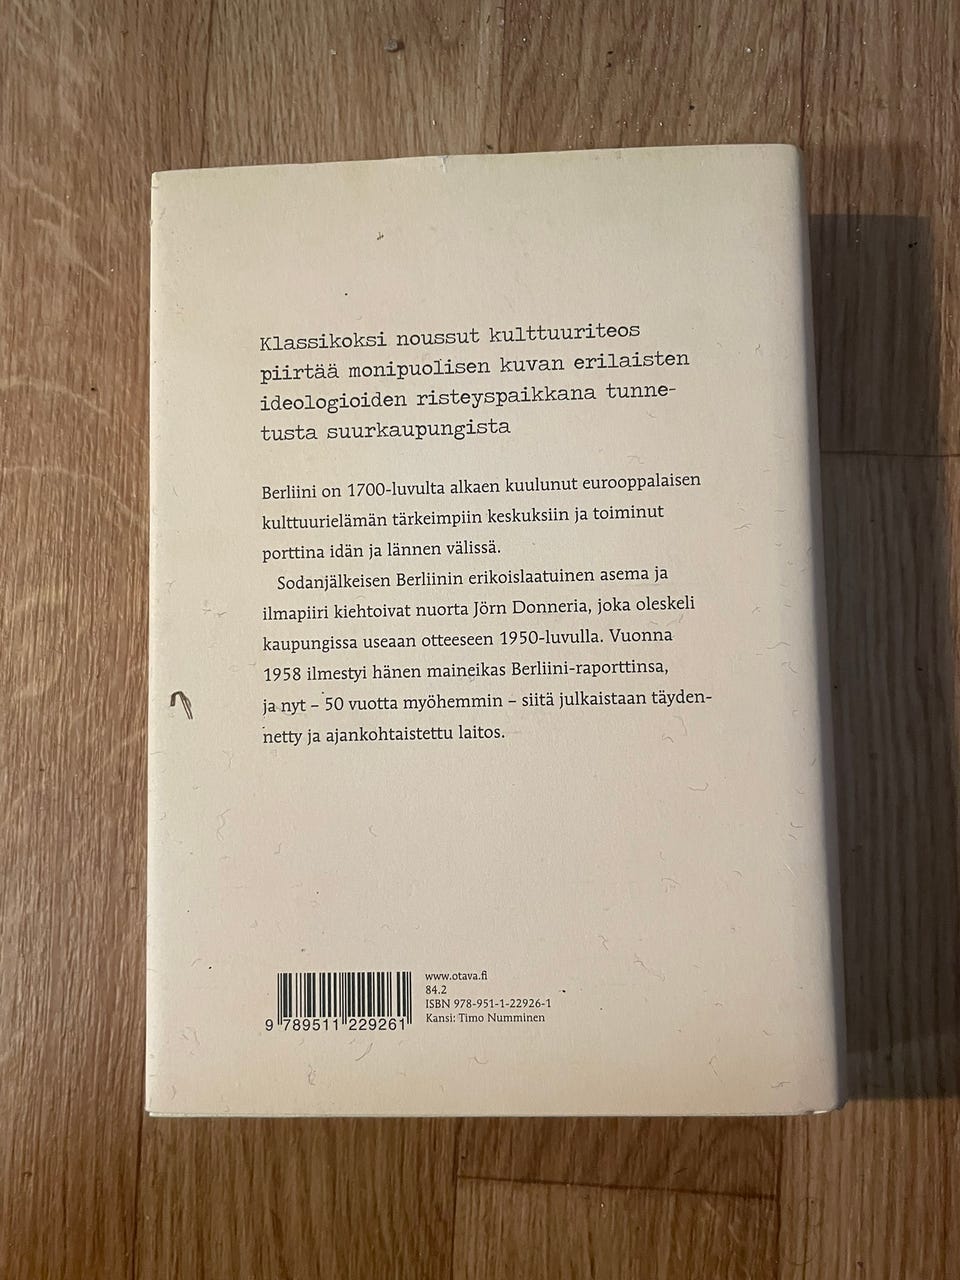 Klassikoksi noussut kulttuuriteos
piirtää monipuolisen kuvan erilaisten
ideologioiden risteyspaikkana tunne-
tusta suurkaupungista
Berliini on 1700-luvulta alkaen kuulunut eurooppalaisen
kulttuurielämän tärkeimpiin keskuksiin ja toiminut
porttina idän ja lännen välissä.
Sodanjälkeisen Berliinin erikoislaatuinen asema ja
ilmapiiri kiehtoivat nuorta Jörn Donneria, joka oleskeli
kaupungissa useaan otteeseen 1950-luvulla. Vuonna
1958 ilmestyi hänen maineikas Berliini-raporttinsa,
ja nyt – 50 vuotta myöhemmin – siitä julkaistaan täyden-
netty ja ajankohtaistettu laitos.
www.otava.fi
84.2
ISBN 978-951-1-22926-1
Kansi: Timo Numminen
9 789511 229261